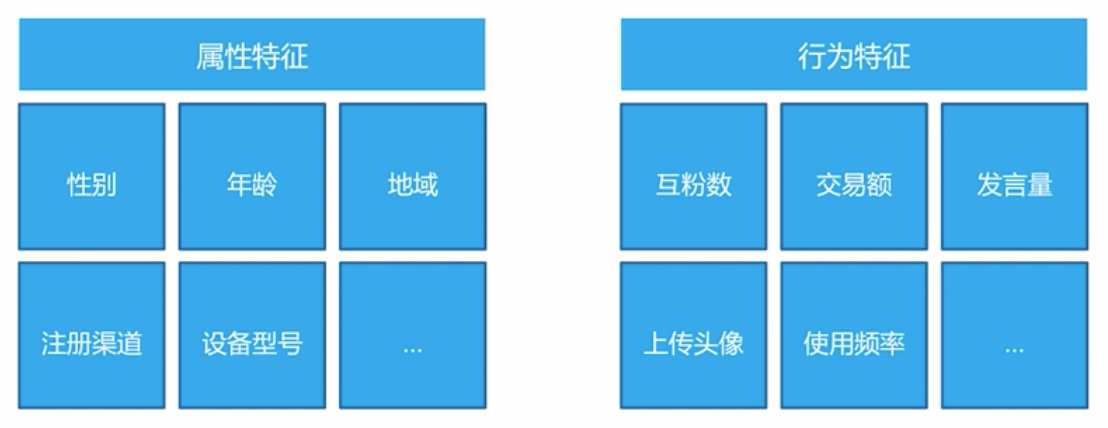 属性特征
性别
年龄
地域
注册渠道
设备型号
...
行为特征
互粉数
交易额
发言量
上传头像
使用频率
...